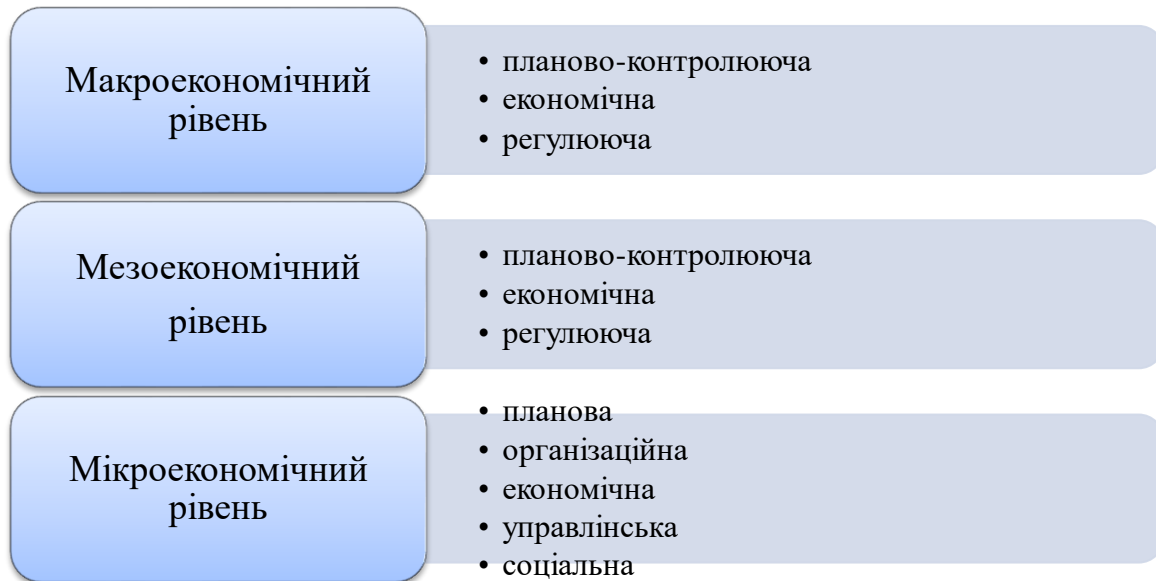 Макроекономічний
рівень
• планово-контролююча
• економічна
• регулююча
Мезоекономічний
рівень
• планово-контролююча
• економічна
• регулююча
Мікроекономічний
рівень
• планова
• організаційна
• економічна
• управлінська
• соціальна